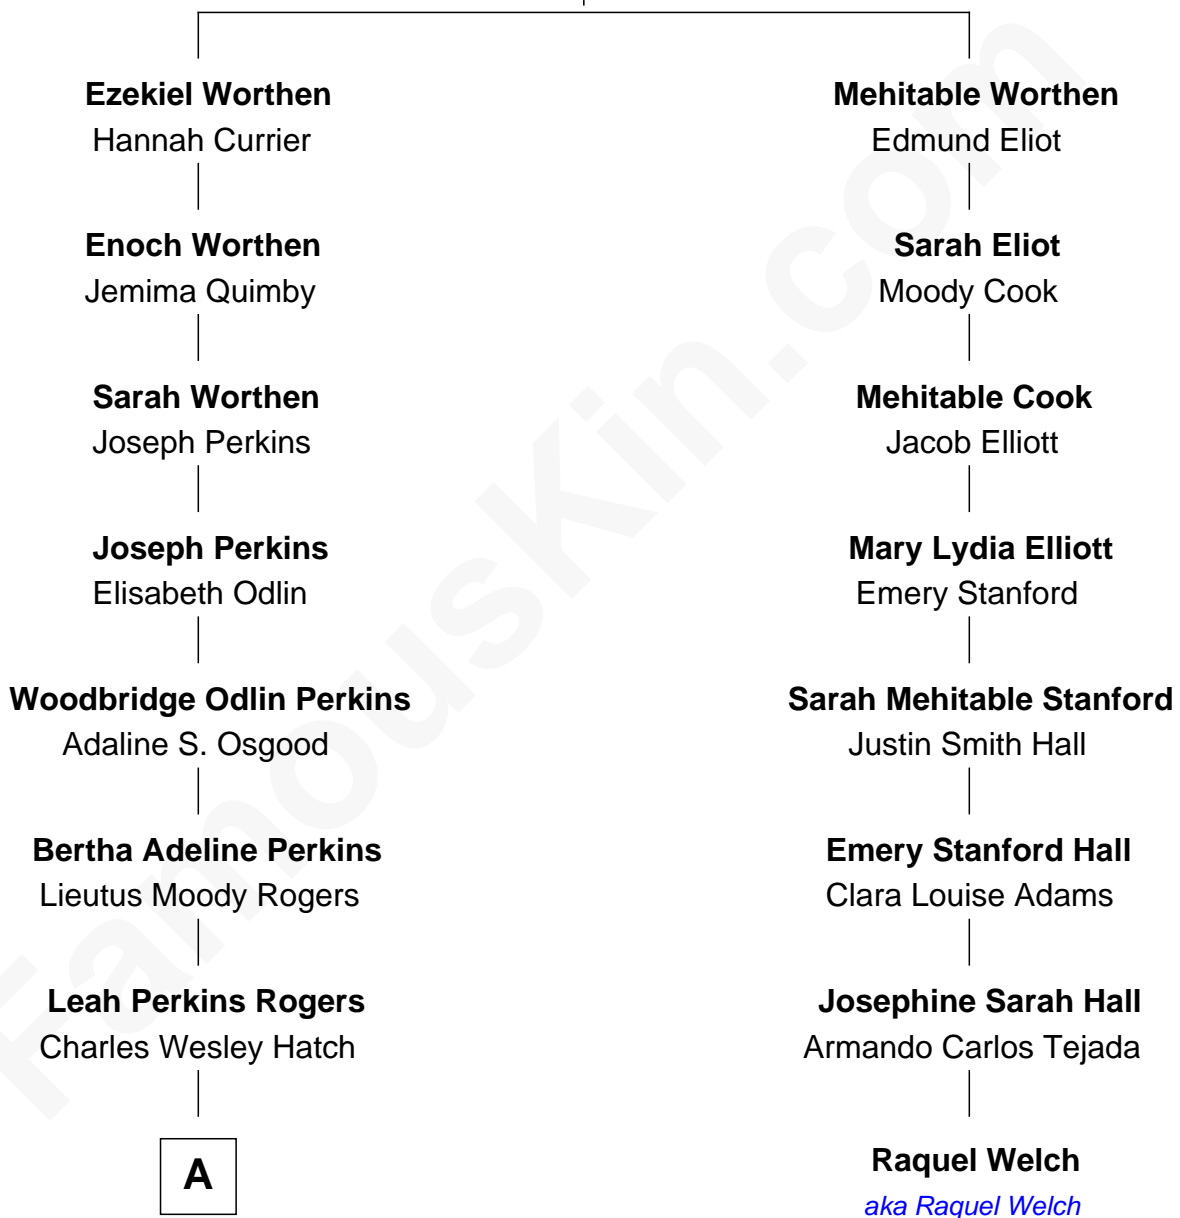 Ezekiel Worthen
Hannah Currier
Enoch Worthen
Jemima Quimby
Sarah Worthen
Joseph Perkins
Joseph Perkins
Elisabeth Odlin
Woodbridge Odlin Perkins
Adaline S. Osgood
Bertha Adeline Perkins
Lieutus Moody Rogers
Leah Perkins Rogers
Charles Wesley Hatch
A
Mehitable Worthen
Edmund Eliot
Sarah Eliot
Moody Cook
Mehitable Cook
Jacob Elliott
Mary Lydia Elliott
Emery Stanford
Sarah Mehitable Stanford
Justin Smith Hall
Emery Stanford Hall
Clara Louise Adams
Josephine Sarah Hall
Armando Carlos Tejada
Raquel Welch
aka Raquel Welch
FamousKin.com